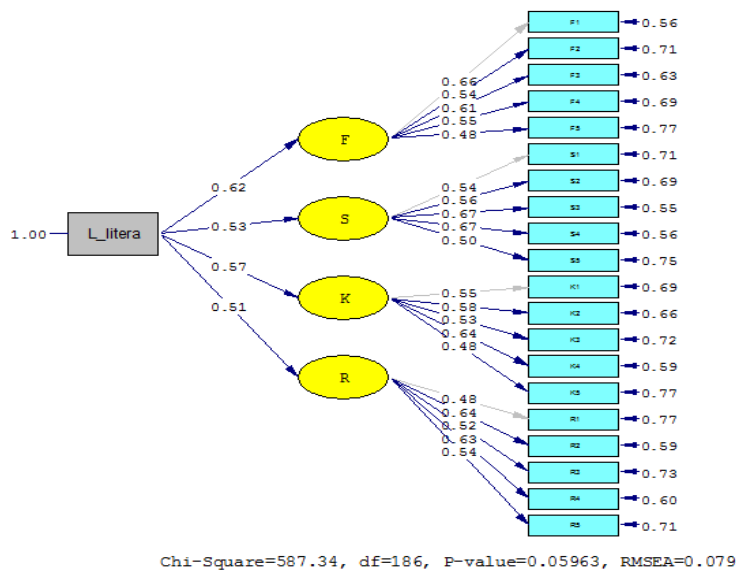 F1 0.56
F2 0.71
0.66
F3 0.63
0.54
0.61
F4 0.69
0.55
0.48
F5 0.77
F
S1 0.71
0.62
0.54
S2 0.69
0.56
0.67
S3 0.55
0.67
0.50
S4 0.56
S
0.53
1.00 L_litera
S5 0.75
0.57
K1 0.69
0.55
0.58
K2 0.66
0.53
0.64
K3 0.72
0.48
K
0.51
K4 0.59
K5 0.77
R
0.48
R1 0.77
0.64
0.52
R2 0.59
0.63
0.54
R3 0.73
R4 0.60
R5 0.71
Chi-Square=587.34, df=186, P-value=0.05963, RMSEA=0.079